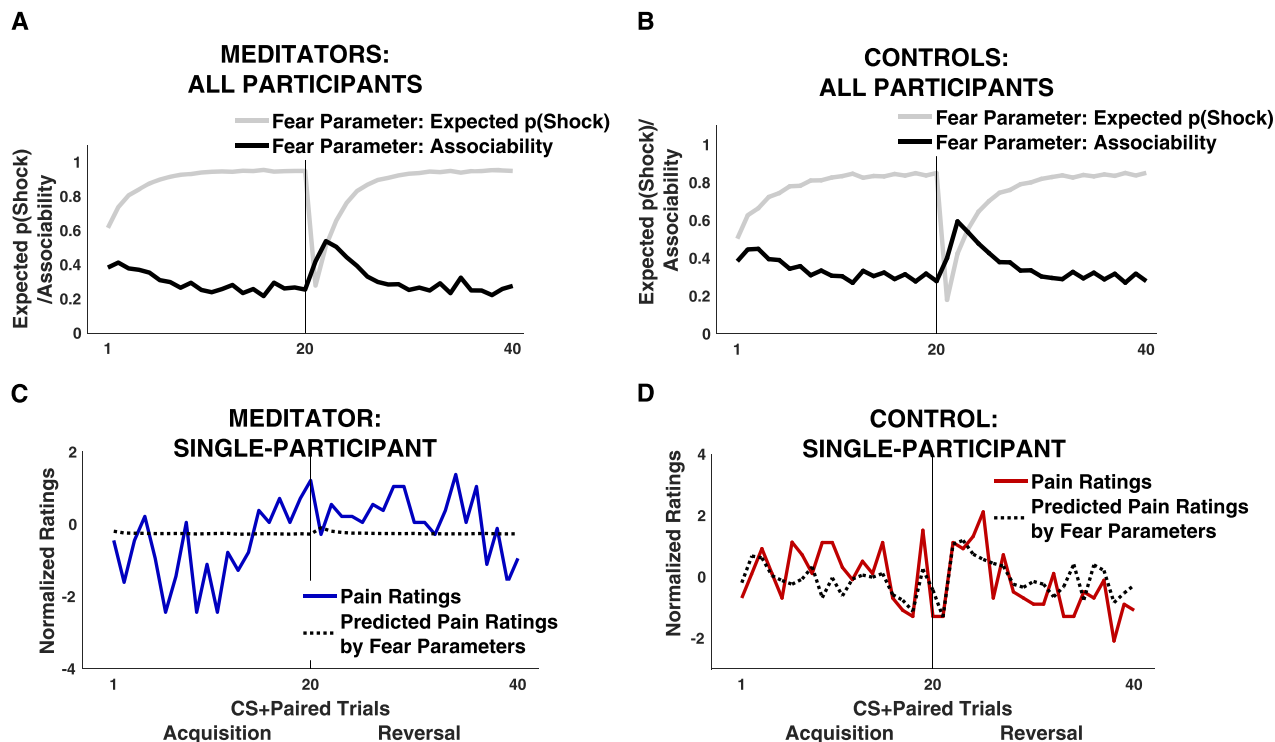 A
MEDITATORS:
ALL PARTICIPANTS
Fear Parameter: Expected p(Shock)
Fear Parameter: Associability
Expected p(Shock)
/Associability
1
0.8
0.6
0.4
0.2
0
1
20
40
B
CONTROLS:
ALL PARTICIPANTS
Fear Parameter: Expected p(Shock)
Fear Parameter: Associability
Expected p(Shock)/
Associability
1
0.8
0.6
0.4
0.2
0
1
20
40
C
MEDITATOR:
SINGLE-PARTICIPANT
Normalized Ratings
2
0
-2
-4
Pain Ratings
Predicted Pain Ratings
by Fear Parameters
1
20
40
CS+Paired Trials
Acquisition
Reversal
D
CONTROL:
SINGLE-PARTICIPANT
Normalized Ratings
4
2
0
-2
Pain Ratings
Predicted Pain Ratings
by Fear Parameters
1
20
40
CS+Paired Trials
Acquisition
Reversal